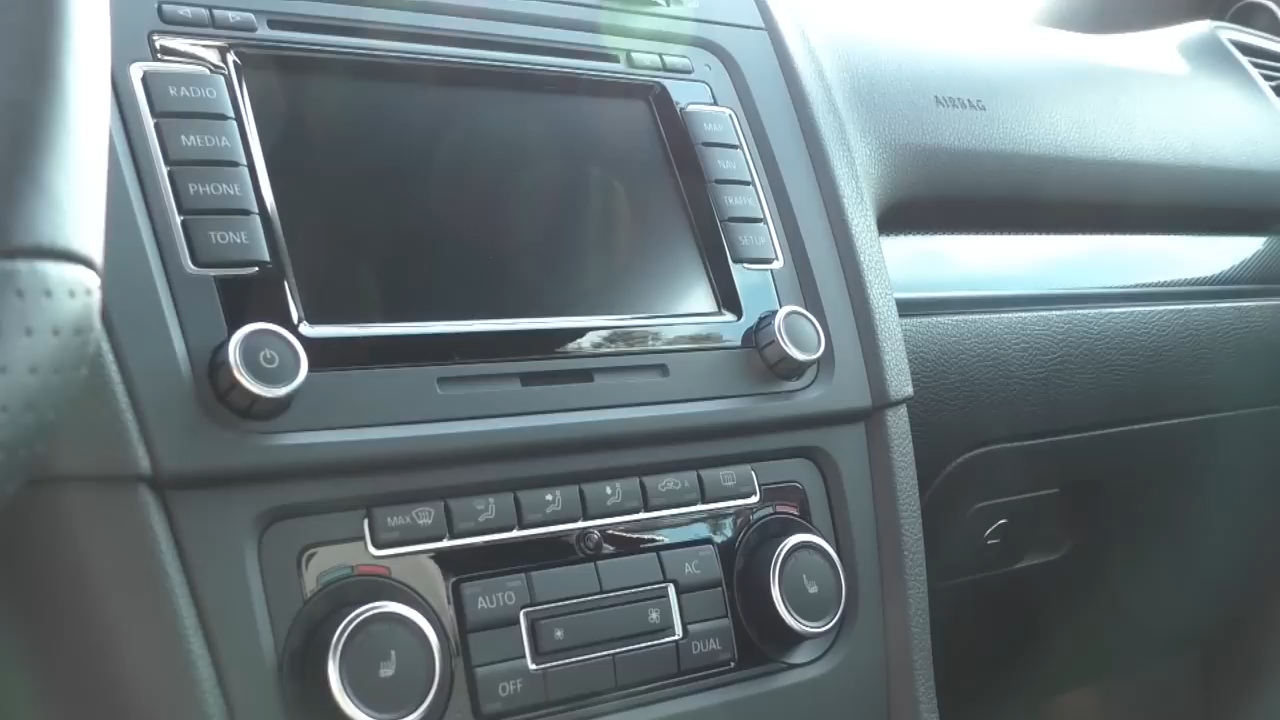 RADIO
MEDIA
PHONE
TONE
MAP
NAV
TRAFFIC
SETUP
AIRBAG
MAX
A
AUTO
AC
OFF
DUAL